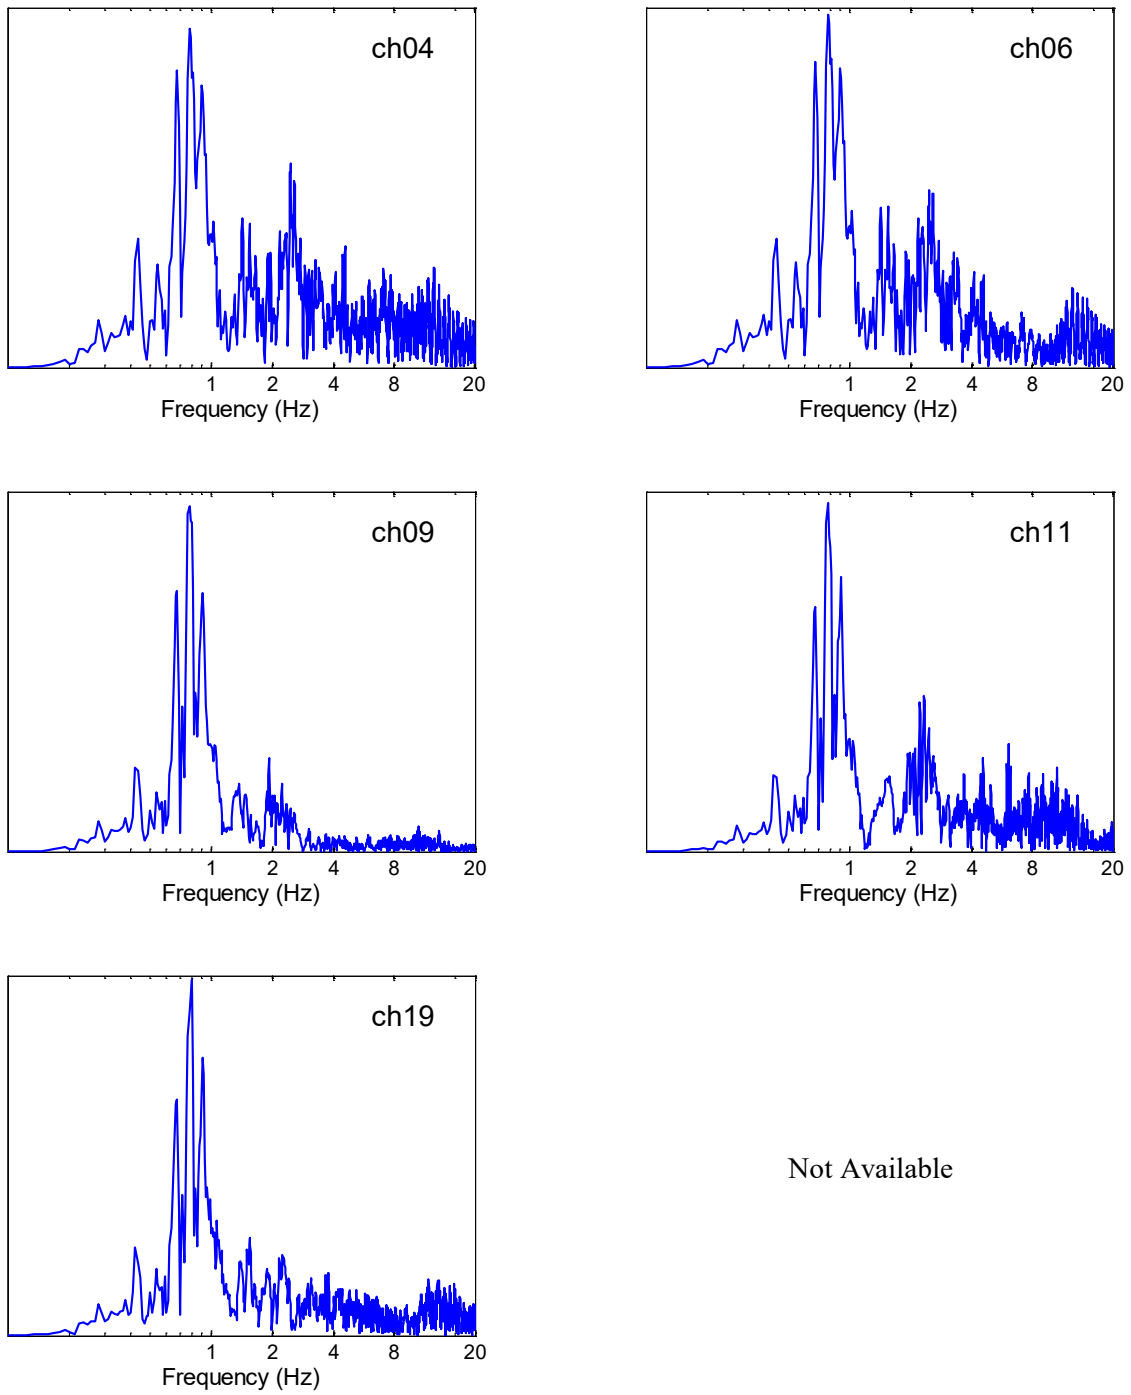 ch04
1 2 4 8 20
Frequency (Hz)
ch06
1 2 4 8 20
Frequency (Hz)
ch09
1 2 4 8 20
Frequency (Hz)
ch11
1 2 4 8 20
Frequency (Hz)
ch19
1 2 4 8 20
Frequency (Hz)
Not Available